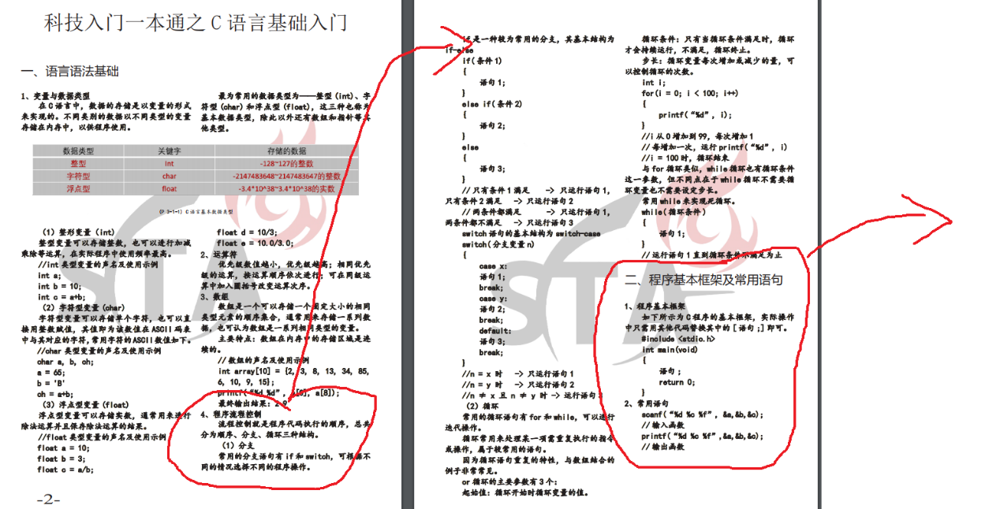 科技入门一本通之 C 语言基础入门
一、语言语法基础
1、变量与数据类型
在 C 语言中，数据的存储是以变量的形式
来实现的。不同类别的数据以不同类型的变量
存储在内存中，以供程序使用。
最为常用的数据类型为——整型 (int)、字
符型 (char) 和浮点型 (float)，这三种也称为
基本数据类型，除此以外还有数组和指针等其
他类型。
数据类型 关键字 存储的数据
整型 Int -128~127的整数
字符型 char -2147483648~2147483647的整数
浮点型 float -3.4*10^38~3.4*10^38的实数
(P 3-1-1) C 语言基本数据类型
（1）整形变量（int）
整型变量可以存储整数，也可以进行加减
乘除等运算，在实际程序中使用频率最高。
//int 类型变量的声名及使用示例
int a;
int b = 10;
int c = a+b;
（2）字符型变量 (char)
字符型变量可以存储单个字符，也可以直
接用整数赋值，其值即为该数值在 ASCII 码表
中与其对应的字符,常用字符的 ASCII 数值如下。
//char 类型变量的声名及使用示例
char a, b, ch;
a = 65;
b = 'B'
ch = a+b;
（3）浮点型变量 (float)
浮点型变量可以存储实数，通常用来进行
除法运算并且保存除法运算的结果。
//float 类型变量的声名及使用示例
float a = 10;
float b = 3;
float c = a/b;
float d = 10/3;
float e = 10.0/3.0;
2、运算符
优先级数值越小，优先级越高；相同优先
级的运算，按运算顺序依次进行；可在同级运
算中加入圆括号改变运算次序。
3、数组
数组是一个可以存储一个固定大小的相同
类型元素的顺序集合，通常用来存储一系列数
据，也可认为数组是一系列相同类型的变量。
主要特点：数组在内存中的存储区域是连
续的。
//数组的声名及使用示例
int array[10] = {2, 3, 8, 13, 34, 85,
6, 10, 9, 15};
printf(“%d %d”, a[0], a[8]);
最终输出结果：2 9
4、程序流程控制
流程控制就是程序代码执行的顺序，总共
分为顺序、分支、循环三种结构。
（1）分支
常用的分支语句有 if 和 switch，可根据不
同的情况选择不同的程序操作。
-2-
if 是一种较为常用的分支，其基本结构为
if-else
if(条件1)
{
语句 1;
}
else if(条件2)
{
语句 2;
}
else
{
语句 3;
}
//只有条件1满足 -> 只运行语句 1,
只有条件2满足 -> 只运行语句 2
//两条件都满足 -> 只运行语句 1,
两条件都不满足 -> 只运行语句 3
switch 语句的基本结构为 switch-case
switch(分支变量n)
{
case x:
语句 1;
break;
case y:
语句 2;
break;
default:
语句 3;
break;
}
//n = x 时 -> 只运行语句 1
//n = y 时 -> 只运行语句 2
//n ≠ x 且 n ≠ y 时 -> 运行语句
（2）循环
常用的循环语句有 for 和 while，可以进行
迭代操作。
循环常用来处理某一项需重复执行的指令
或操作，属于较常用的语句。
因为循环语句重复的特性，与数组结合的
例子非常常见。
or 循环的主要参数有 3 个：
起始值：循环开始时循环变量的值。
循环条件：只有当循环条件满足时，循环
才会持续运行，不满足，循环终止。
步长：循环变量每次增加或减少的量，可
以控制循环的次数。
int i;
for(i = 0; i < 100; i++)
{
printf(“%d”, i);
}
//i 从 0 增加到 99，每次增加 1
//每增加一次，运行 printf(“%d”, i)
//i = 100 时，循环结束
与 for 循环类似，while 循环也有循环条件
这一参数，但不同点在于 while 循环不需要循
环变量也不需要设定步长。
常用 while 来实现死循环。
while(循环条件)
{
语句 1;
}
//运行语句 1 直到循环条件不满足为止
二、程序基本框架及常用语句
1、程序基本框架
如下所示为 C 程序的基本框架，实际操作
中只需用其他代码替换其中的 [语句;] 即可。
#include <stdio.h>
int main(void)
{
语句 ;
return 0;
}
2、常用语句
scanf(“%d %c %f”, &a,&b,&c);
//输入函数
printf(“%d %c %f”,&a,&b,&c);
//输出函数
STA